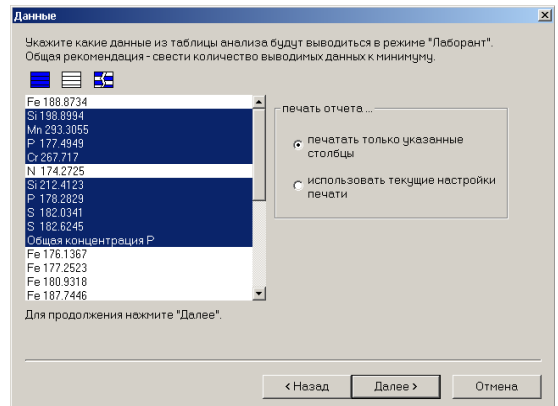 Данные
Укажите какие данные из таблицы анализа будут выводиться в режиме "Лаборант".
Общая рекомендация - свести количество выводимых данных к минимуму.
Fe 188.8734
Si 198.8994
Mn 293.3055
P 177.4949
Cr 267.717
N 174.2725
Si 212.4123
P 178.2829
S 182.0341
S 182.6245
Общая концентрация P
Fe 176.1367
Fe 177.2523
Fe 180.9318
Fe 187.7446
печать отчета ...
печатать только указанные
столбцы
использовать текущие настройки
печати
Для продолжения нажмите "Далее".
< Назад
Далее >
Отмена